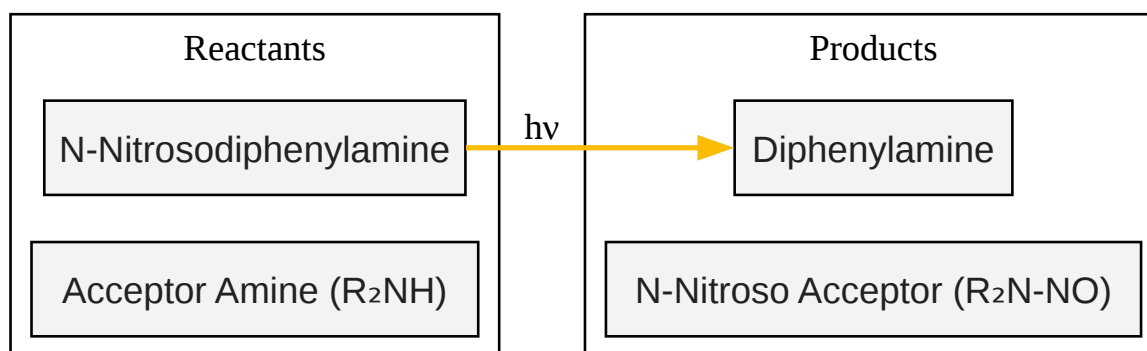 Reactants
N-Nitrosodiphenylamine
Acceptor Amine (R₂NH)
hν
Products
Diphenylamine
N-Nitroso Acceptor (R₂N-NO)